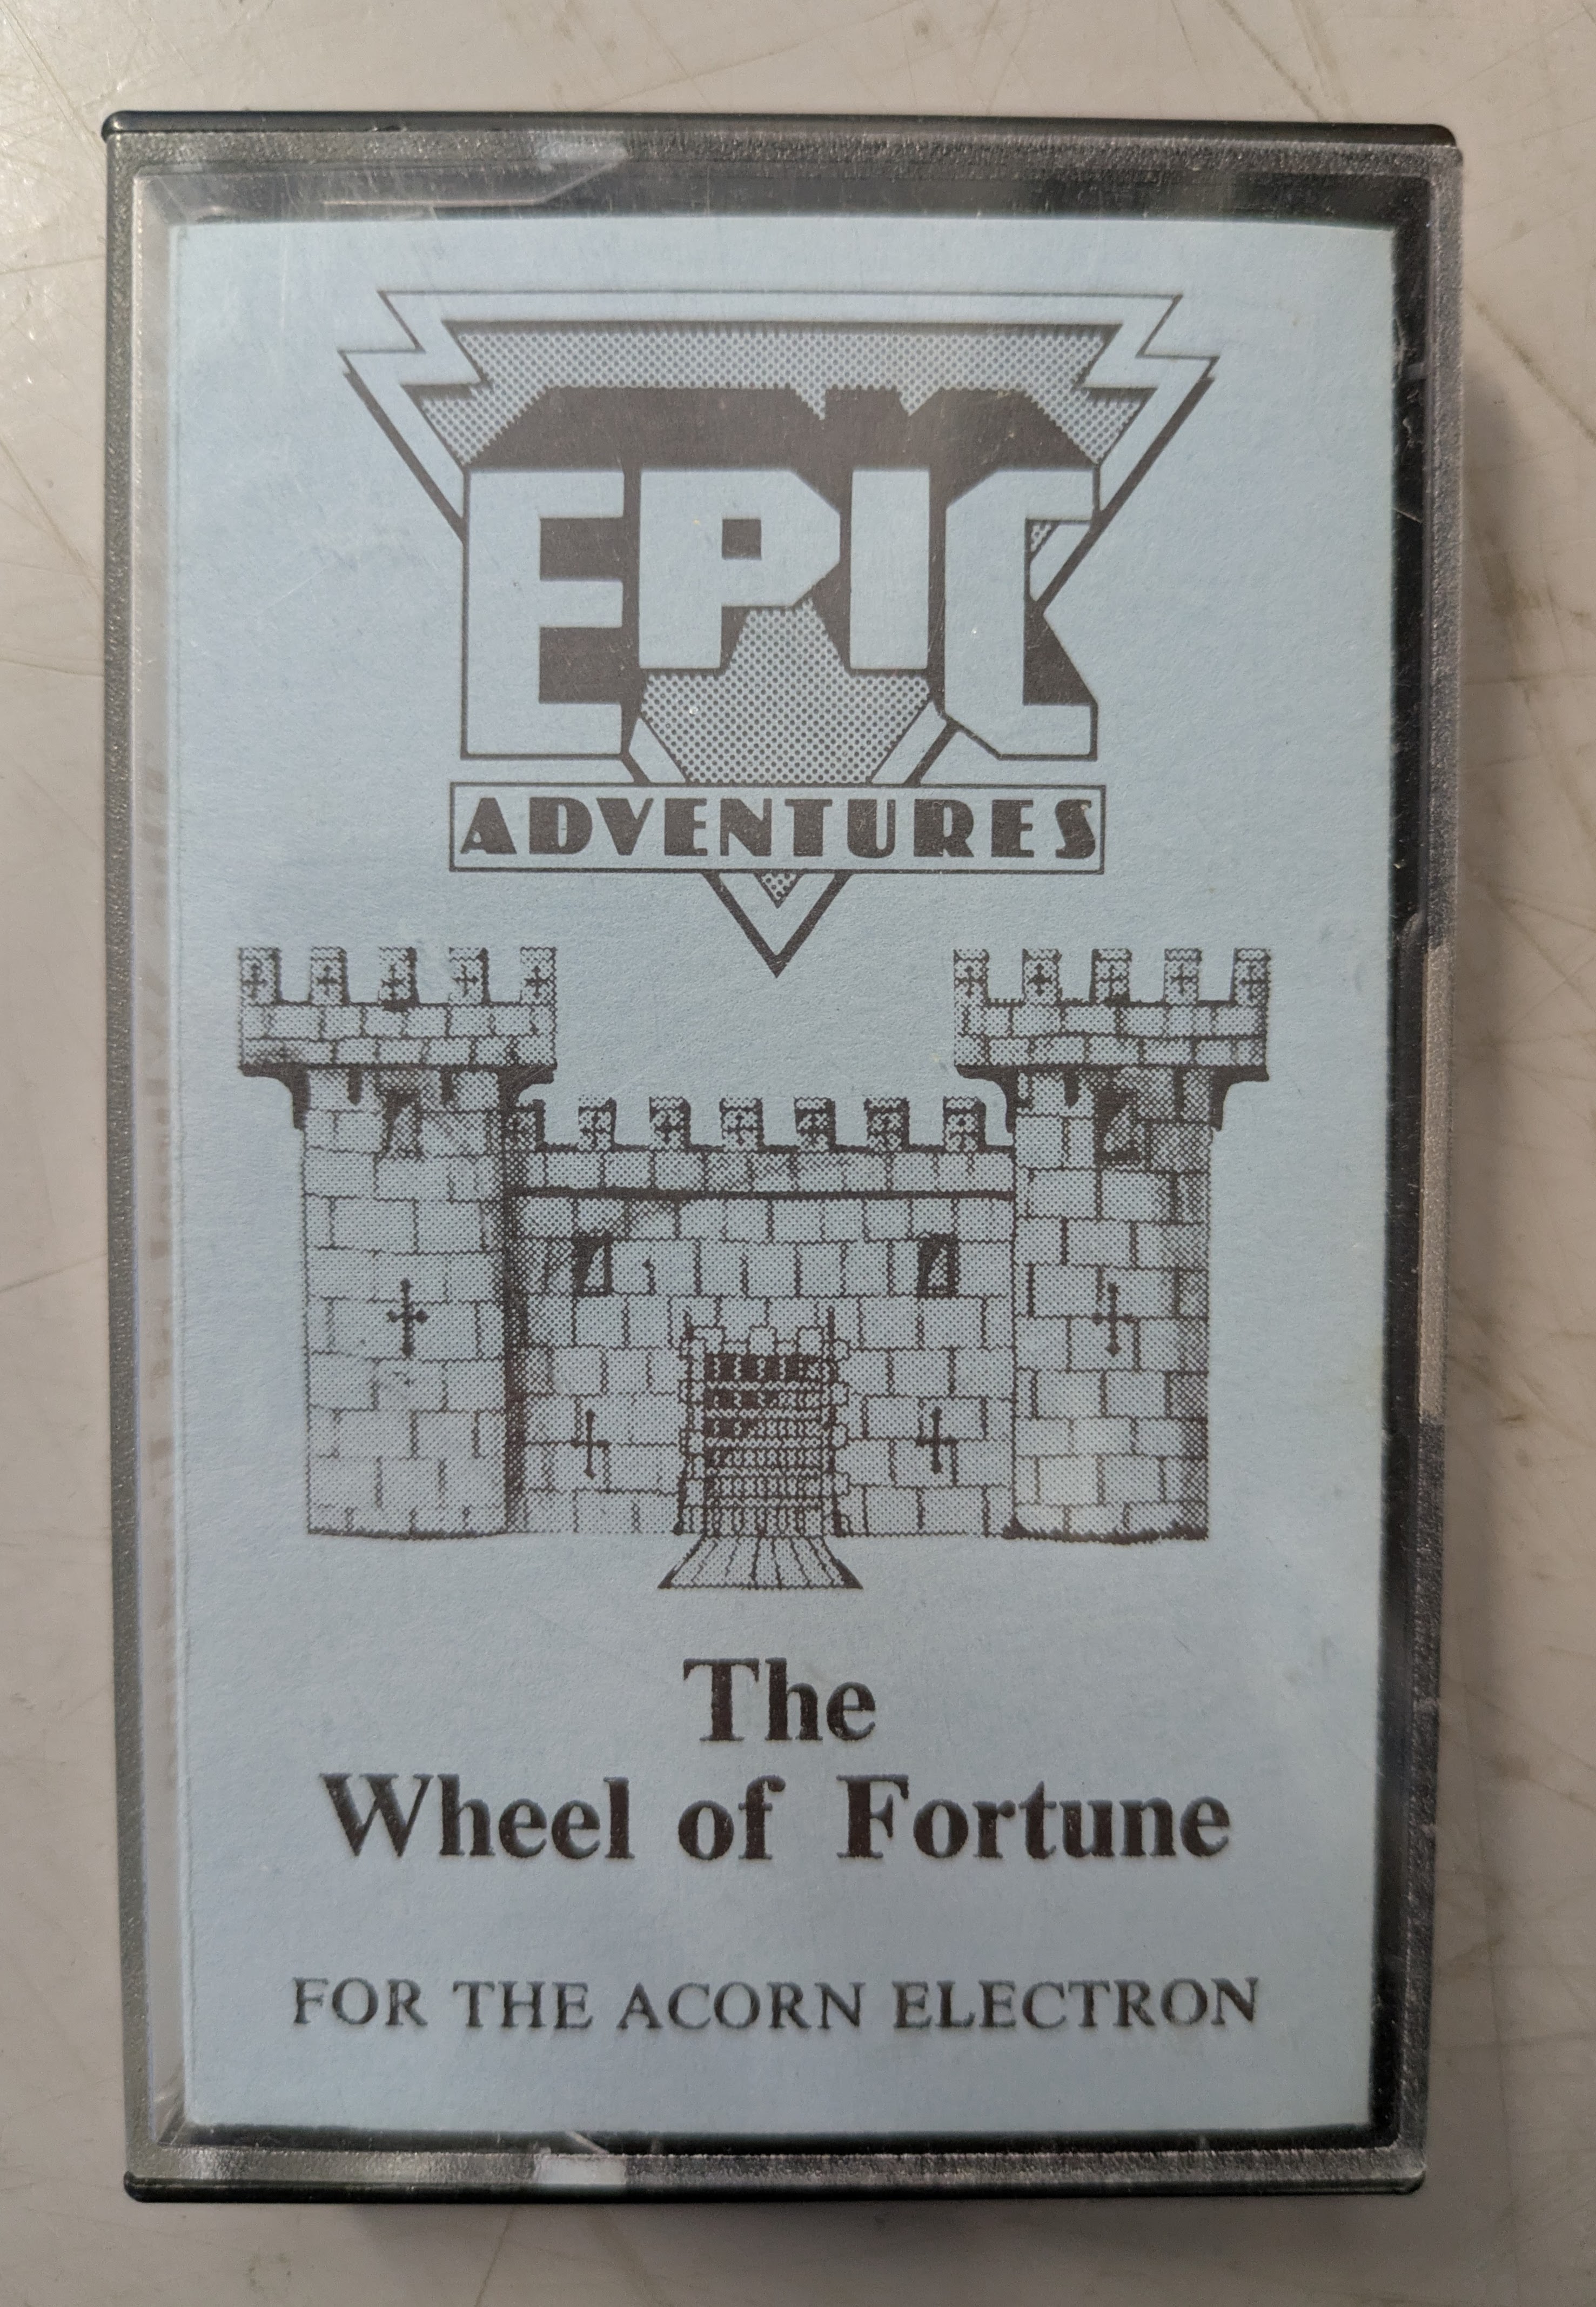 EPIC
ADVENTURES
The
Wheel of Fortune
FOR THE ACORN ELECTRON